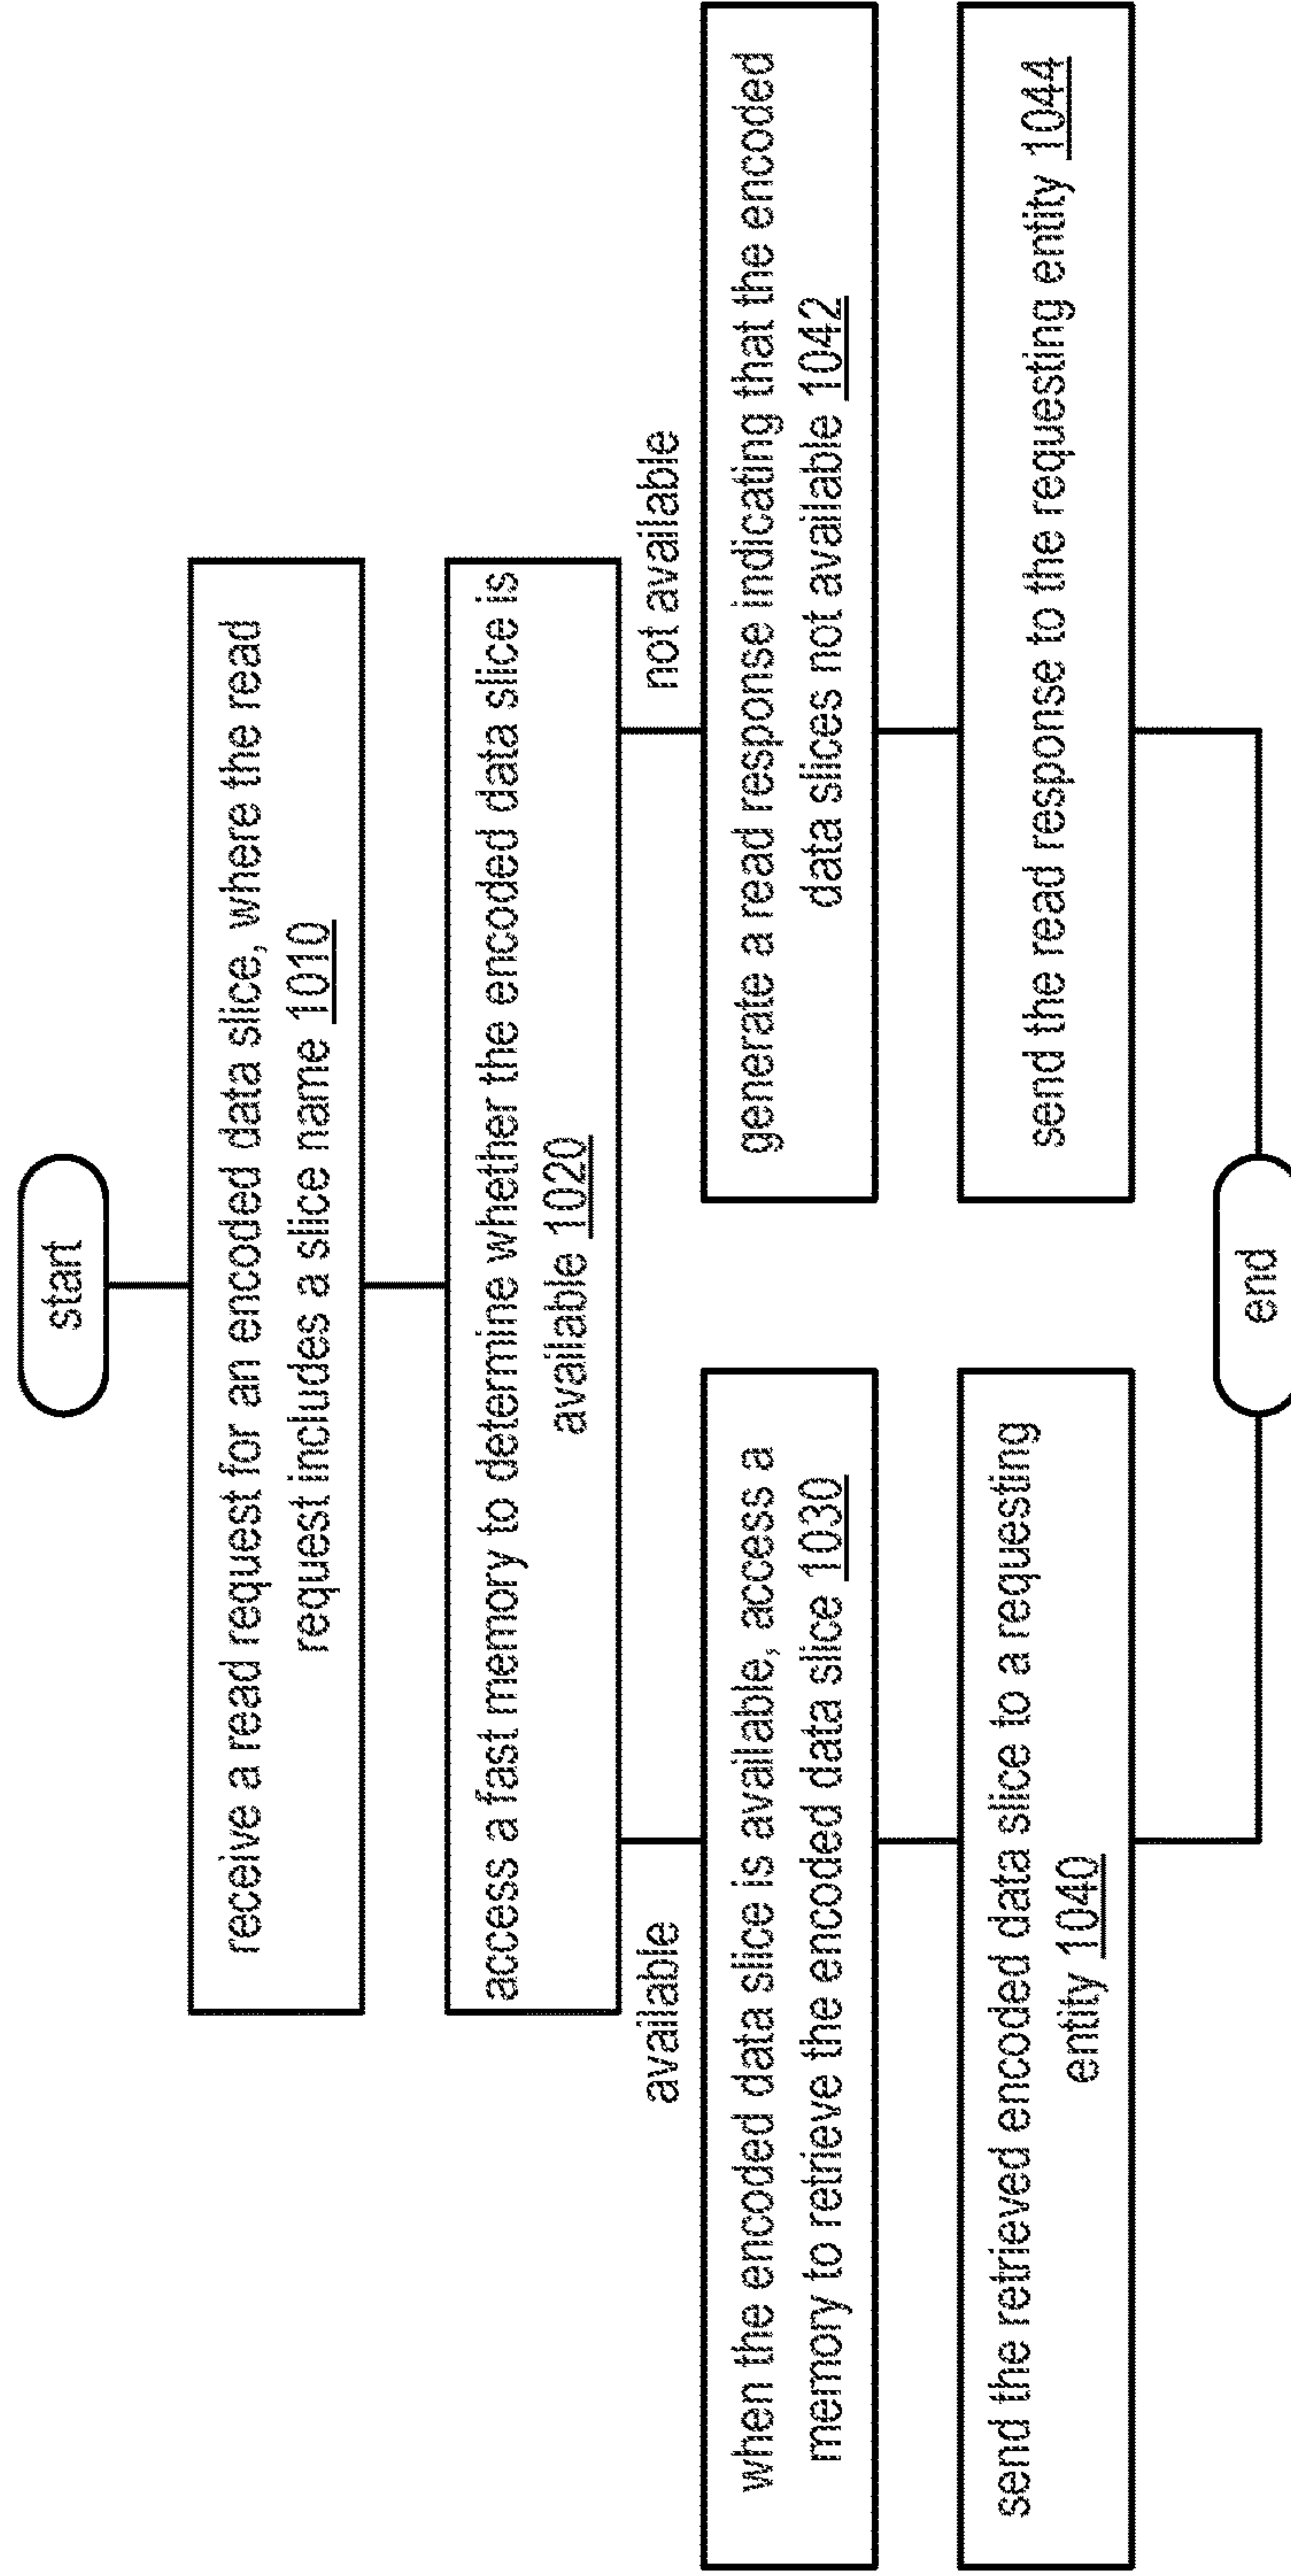 start
receive a read request for an encoded data slice, where the read
request includes a slice name 1010
access a fast memory to determine whether the encoded data slice is
available 1020
available
not available
when the encoded data slice is available, access a
memory to retrieve the encoded data slice 1030
generate a read response indicating that the encoded
data slices not available 1042
send the retrieved encoded data slice to a requesting
entity 1040
send the read response to the requesting entity 1044
end